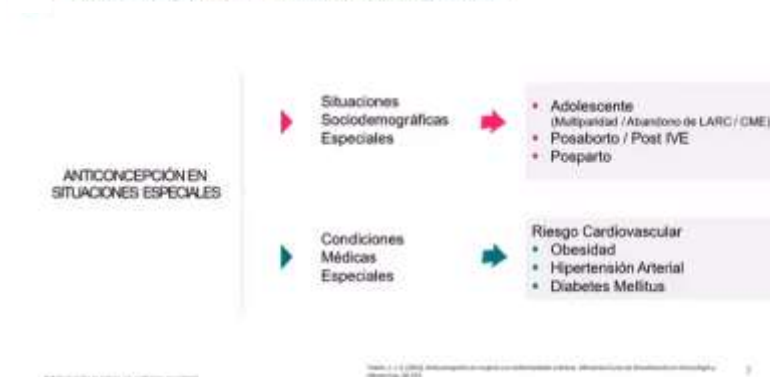 ANTICONCEPCIÓN EN
SITUACIONES ESPECIALES
Situaciones
Sociodemográficas
Especiales
• Adolescente
(Multiparidad / Abandono de LARC / CME)
• Posaborto / Post IVE
• Posparto
Condiciones
Médicas
Especiales
Riesgo Cardiovascular
• Obesidad
• Hipertensión Arterial
• Diabetes Mellitus